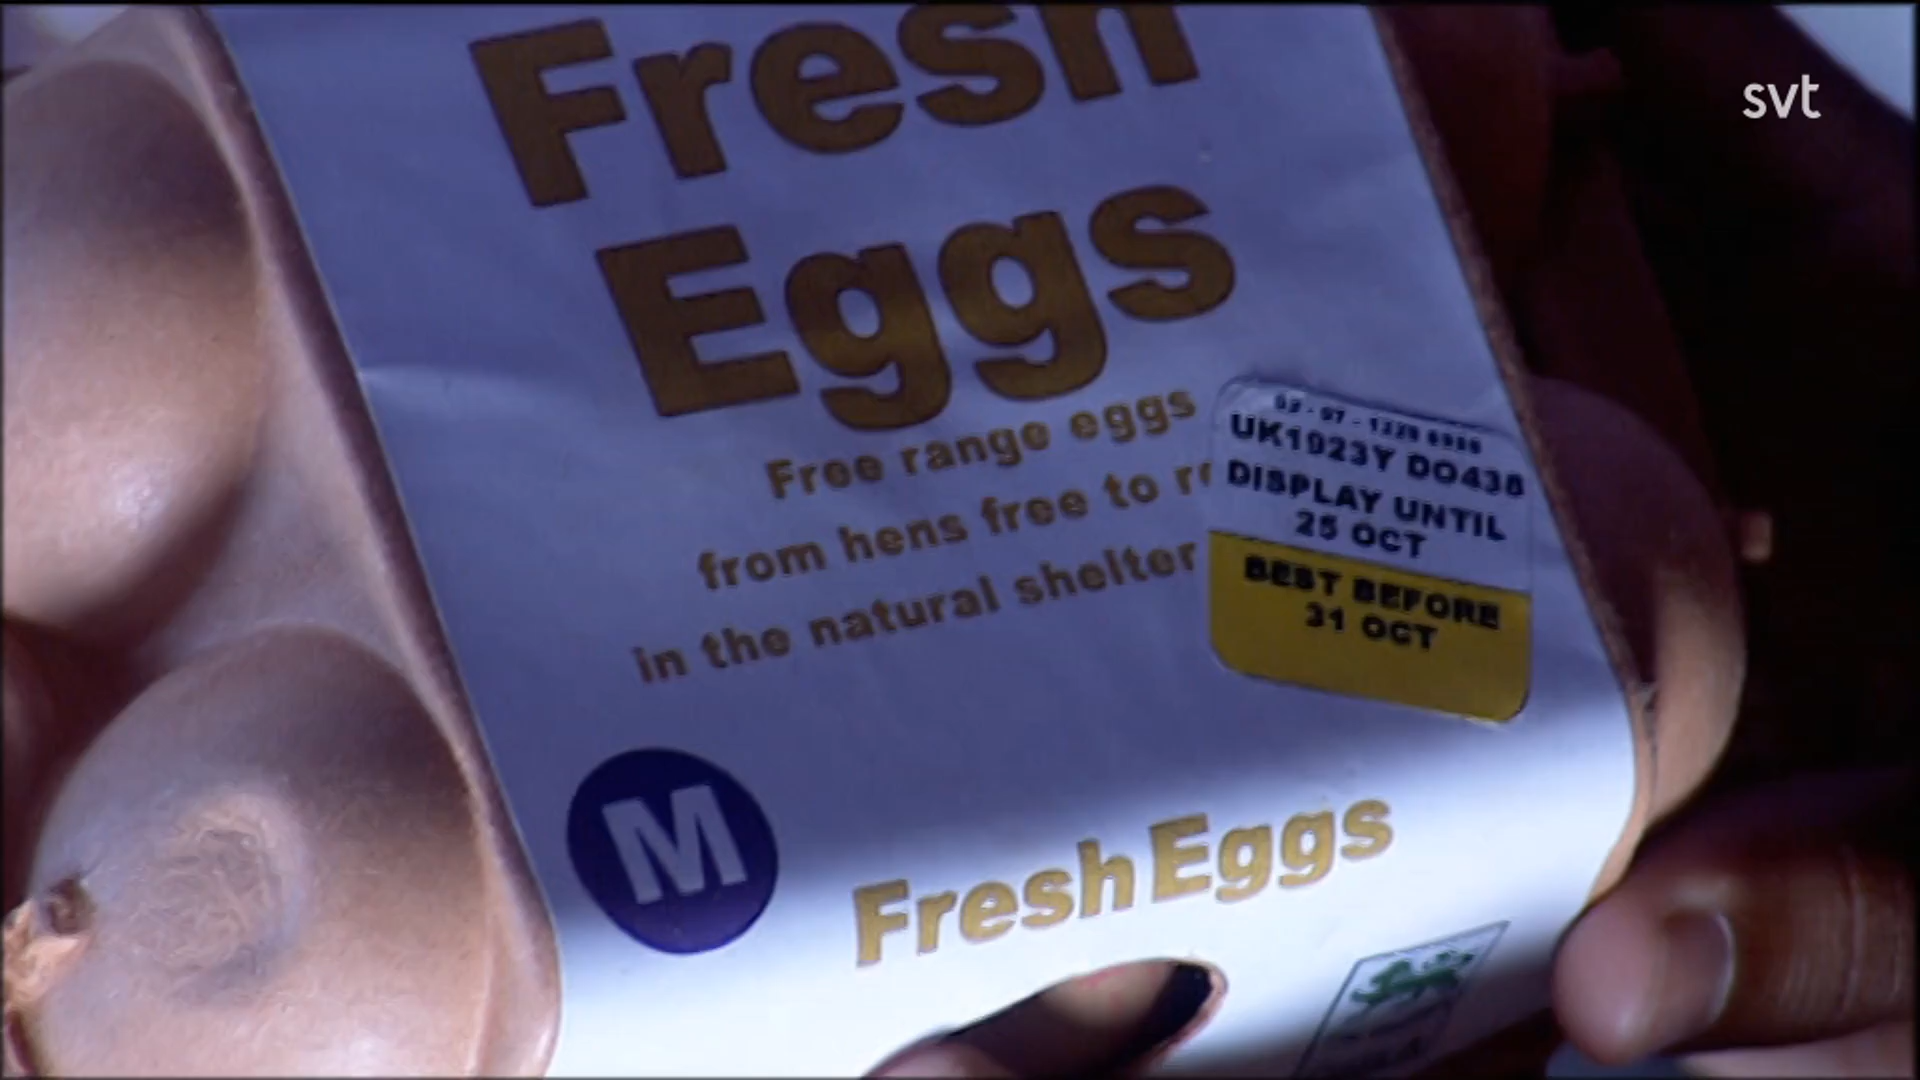 svt
Fresh
Eggs
Free range eggs
from hens free to
in the natural shelter
UK1923Y DO438
DISPLAY UNTIL
25 OCT
BEST BEFORE
31 OCT
M
Fresh Eggs